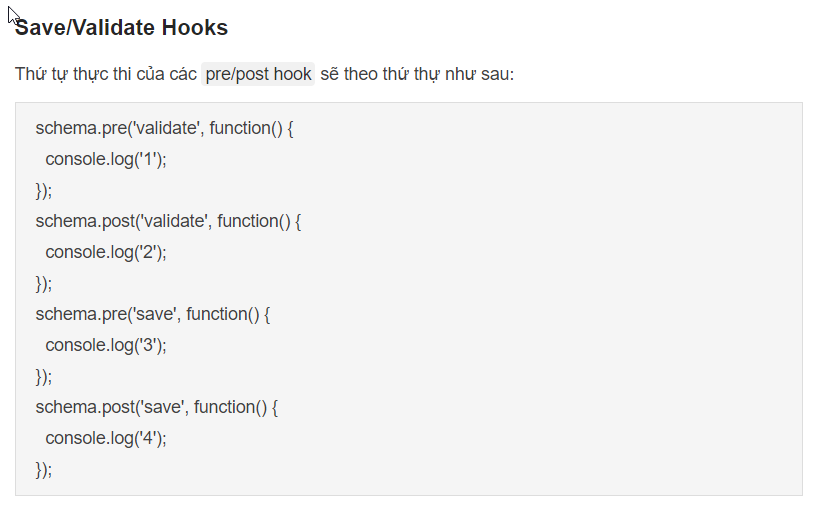 Save/Validate Hooks
Thứ tự thực thi của các pre/post hook sẽ theo thứ thự như sau:
schema.pre('validate', function() {
  console.log('1');
});
schema.post('validate', function() {
  console.log('2');
});
schema.pre('save', function() {
  console.log('3');
});
schema.post('save', function() {
  console.log('4');
});